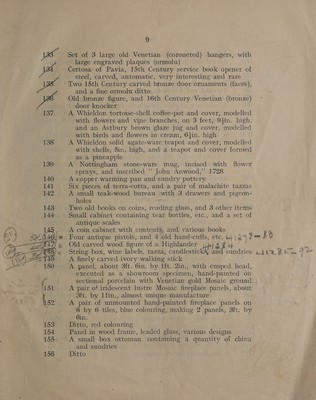 9
133 Set of 3 large old Venetian (coroneted) hangers, with
large engraved plaques (ormolu)
134 Certosa of Pavia, 15th Century service book opener of
steel, carved, automatic, very interesting and rare
135 Two 15th Century carved bronze door ornaments (faces),
and a fine ormolu ditto
136 Old bronze figure, and 16th Century Venetian (bronze)
door knocker
137 A Whieldon tortoise-shell coffee-pot and cover, modelled
with flowers and vine branches, on 3 feet, 9½in. high,
and an Astbury brown glaze jug and cover, modelled
with birds and flowers in cream, 6½in. high
138 A Whieldon solid agate-ware teapot and cover, modelled
with shells, 5in. high, and a teapot and cover formed
as a pineapple
139 A Nottingham stone-ware mug, incised with flower
sprays, and inscribed " John Anwood," 1728
140 A copper warming pan and sundry pottery
141 Six pieces of terra-cotta, and a pair of malachite tazzas
142 A small teak-wood bureau with 3 drawers and pigeon-
holes
143 Two old books on coins, reading glass, and 3 other items
144 Small cabinet containing tear bottles, etc., and a set of
antique scales
145 A coin cabinet with contents, and various books
146 Four antique pistols, and 4 old hand-cuffs, etc.
147 Old carved wood figure of a Highlander
148 String box, wine labels, tazza, candlestick, and sundries
149 A finely carved ivory walking stick
150 A panel, about 3ft. 6in. by 1ft. 2in., with cusped head,
executed as a showroom specimen, hand-painted on
sectional porcelain with Venetian gold Mosaic ground
151 A pair of iridescent lustre Mosaic fireplace panels, about
3ft. by 11in., almost unique manufacture
152 A pair of unmounted hand-painted fireplace panels on
6 by 6 tiles, blue colouring, making 2 panels, 3ft. by
6in.
153 Ditto, red colouring
154 Panel in wood frame, leaded glass, various designs
155 A small box ottoman containing a quantity of china
and sundries
156 Ditto